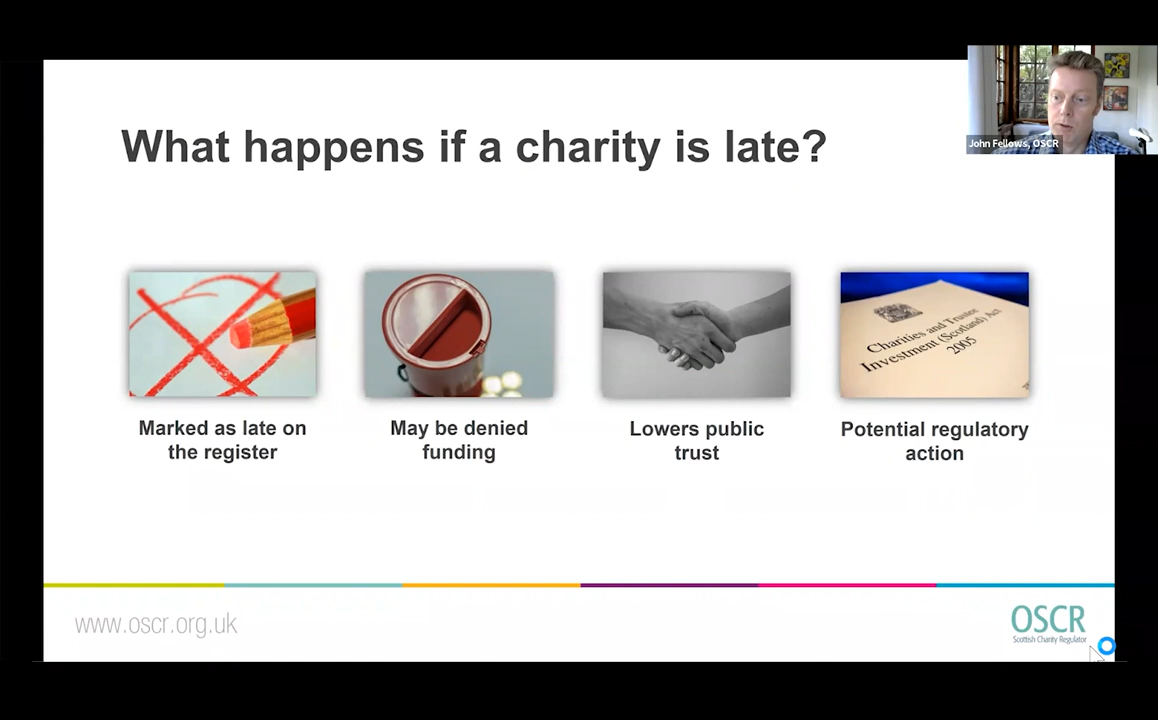 What happens if a charity is late?
John Fellows, OSCR
Charities and Trustee
Investment (Scotland) Act
2005
Marked as late on
the register
May be denied
funding
Lowers public
trust
Potential regulatory
action
www.oscr.org.uk
OSCR
Scottish Charity Regulator